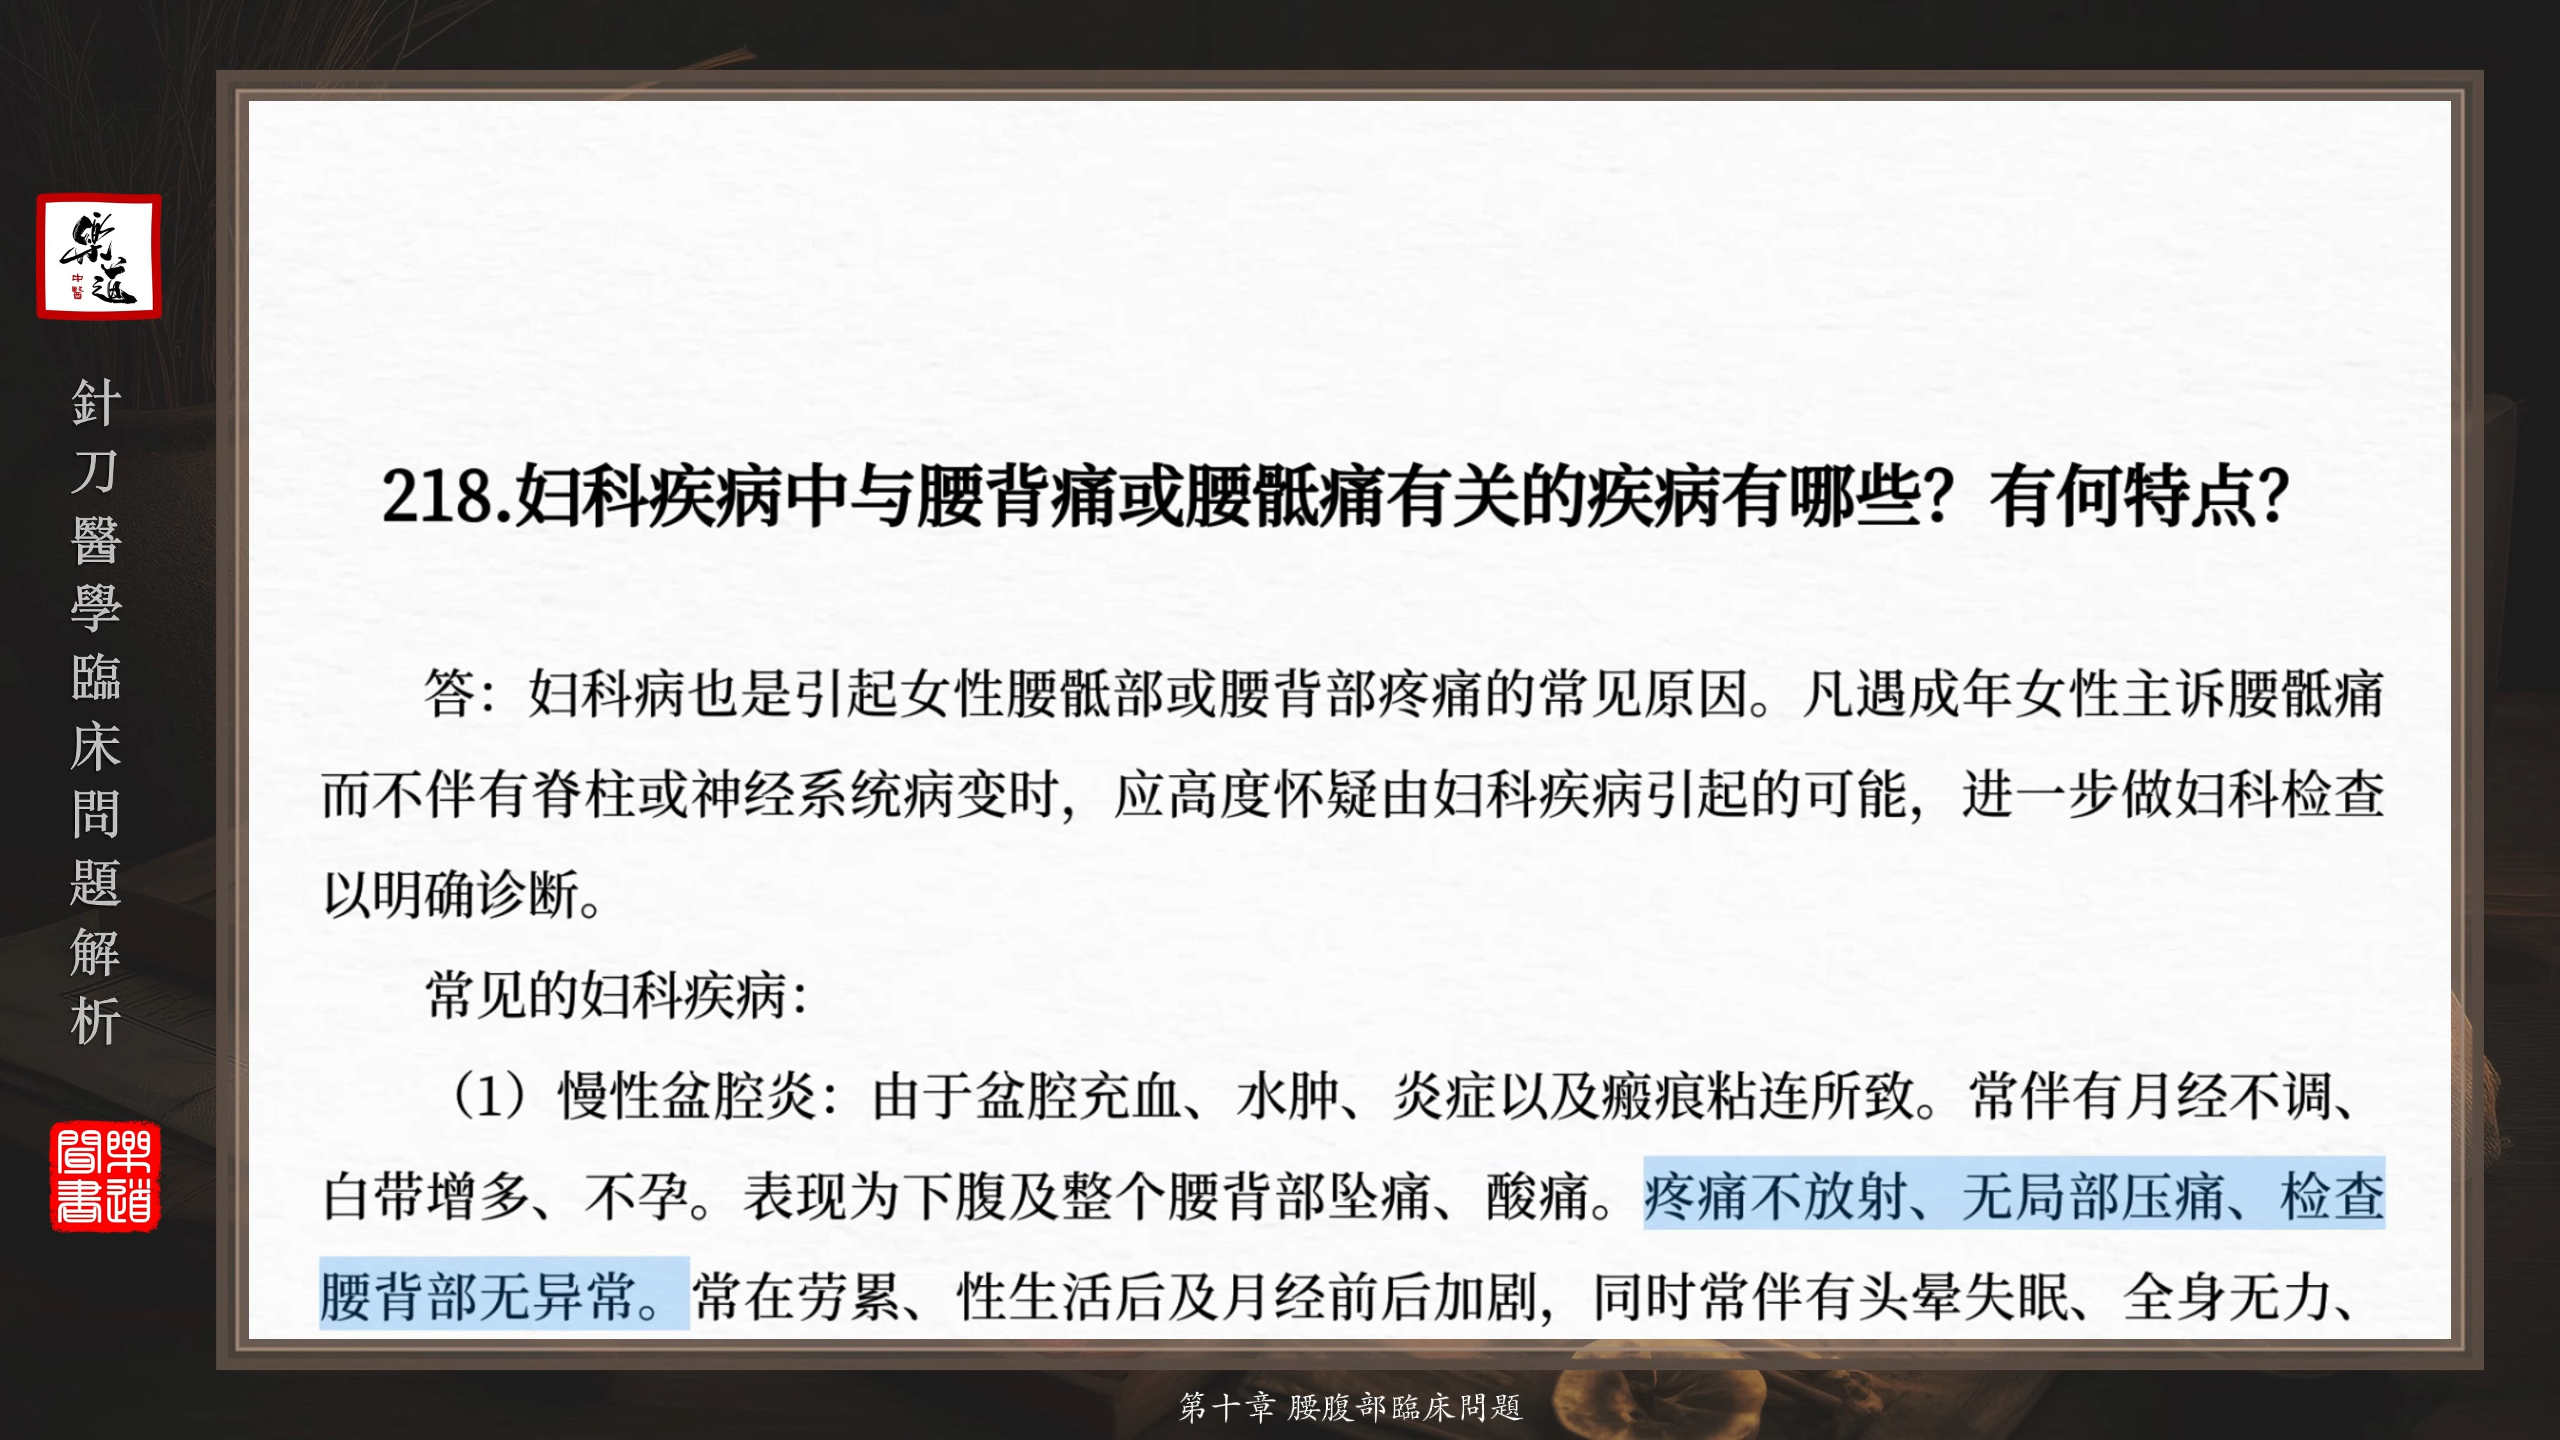 樂道
中醫
針刀醫學臨床問題解析
樂道閒書
218.妇科疾病中与腰背痛或腰骶痛有关的疾病有哪些？有何特点？
答：妇科病也是引起女性腰骶部或腰背部疼痛的常见原因。凡遇成年女性主诉腰骶痛
而不伴有脊柱或神经系统病变时，应高度怀疑由妇科疾病引起的可能，进一步做妇科检查
以明确诊断。
常见的妇科疾病：
（1）慢性盆腔炎：由于盆腔充血、水肿、炎症以及瘢痕粘连所致。常伴有月经不调、
白带增多、不孕。表现为下腹及整个腰背部坠痛、酸痛。疼痛不放射、无局部压痛、检查
腰背部无异常。常在劳累、性生活后及月经前后加剧，同时常伴有头晕失眠、全身无力、
第十章 腰腹部臨床問題